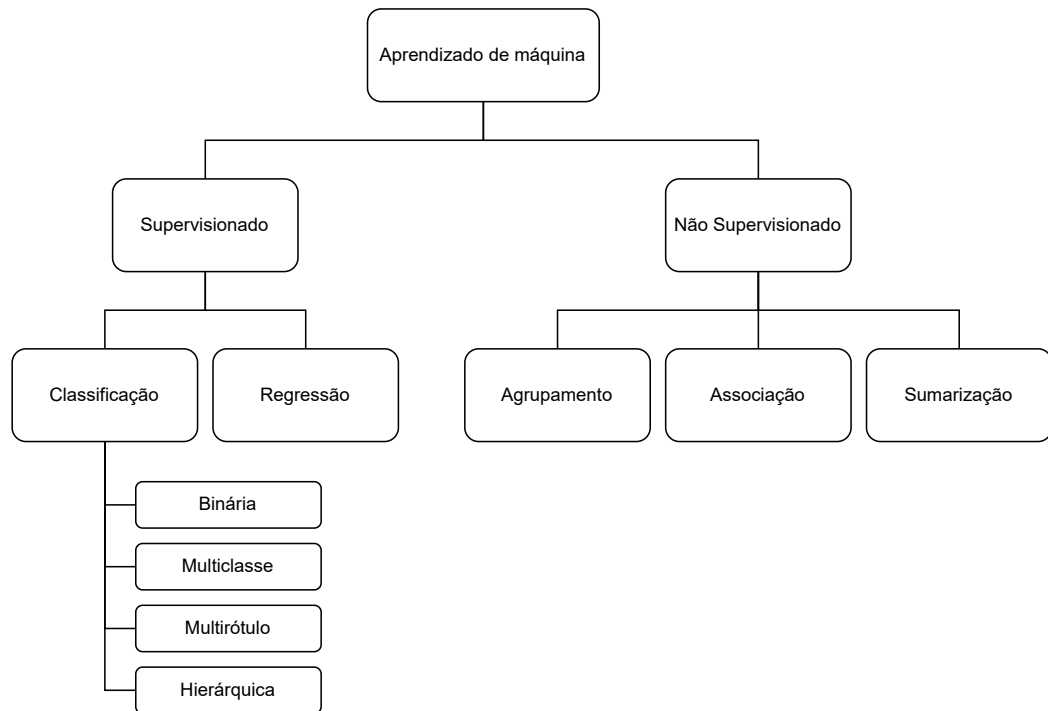 Aprendizado de máquina
Supervisionado
Não Supervisionado
Classificação
Regressão
Agrupamento
Associação
Sumarização
Binária
Multiclasse
Multirótulo
Hierárquica